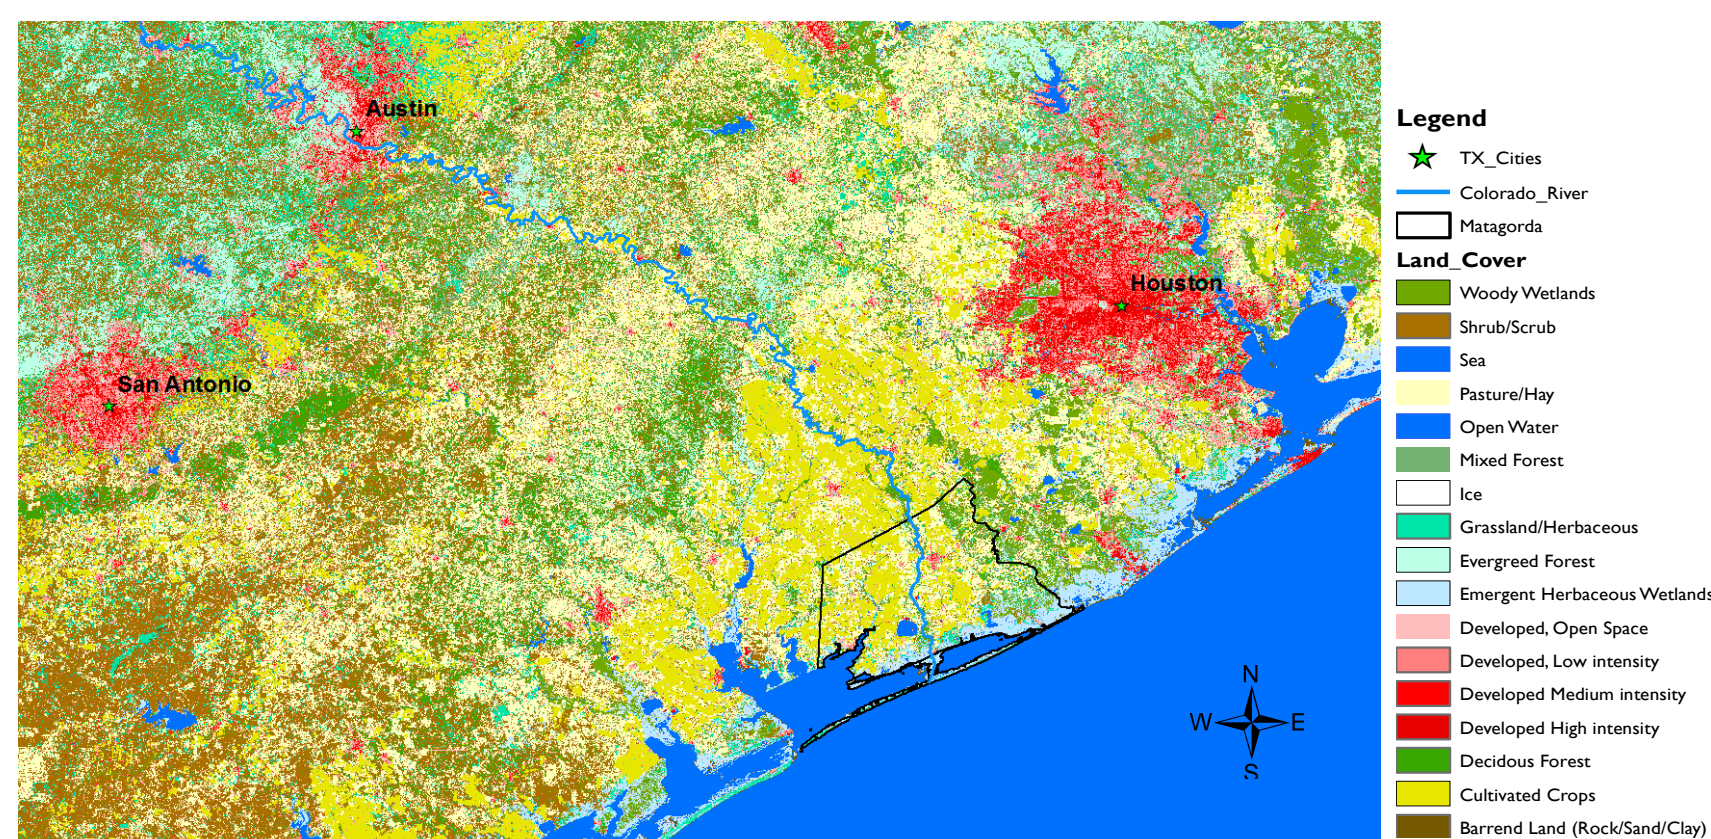 Austin
Houston
San Antonio
N
W E
S
Legend
TX_Cities
Colorado_River
Matagorda
Land_Cover
Woody Wetlands
Shrub/Scrub
Sea
Pasture/Hay
Open Water
Mixed Forest
Ice
Grassland/Herbaceous
Evergreed Forest
Emergent Herbaceous Wetlands
Developed, Open Space
Developed, Low intensity
Developed Medium intensity
Developed High intensity
Decidous Forest
Cultivated Crops
Barrend Land (Rock/Sand/Clay)